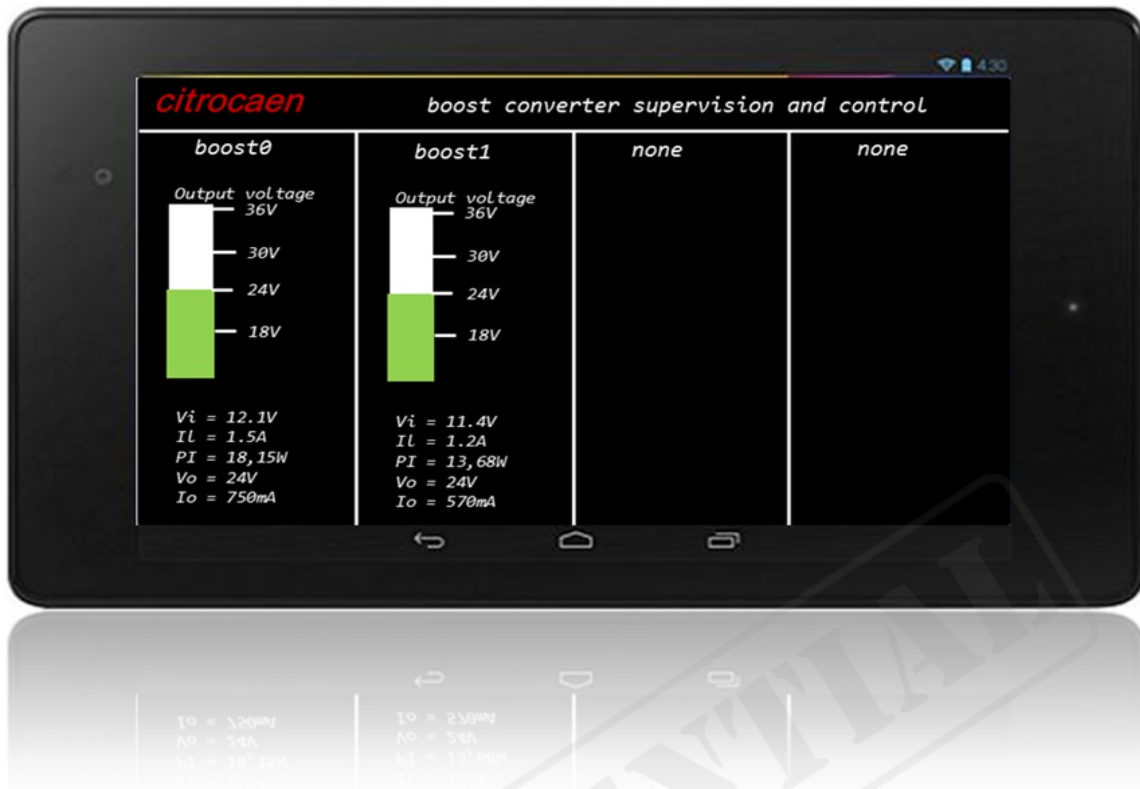 4:30
citrocaen
boost converter supervision and control
boost0
Output voltage
36V
30V
24V
18V
Vi = 12.1V
Il = 1.5A
PI = 18,15W
Vo = 24V
Io = 750mA
boost1
Output voltage
36V
30V
24V
18V
Vi = 11.4V
Il = 1.2A
PI = 13,68W
Vo = 24V
Io = 570mA
none
none